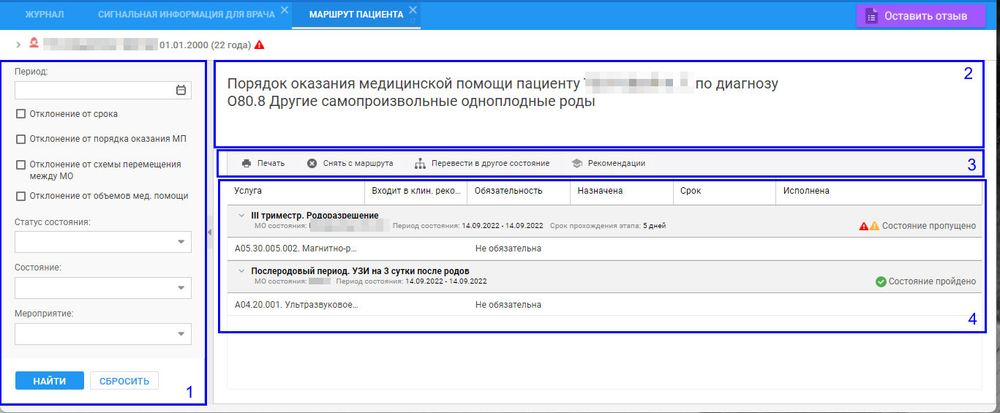 ЖУРНАЛ
СИГНАЛЬНАЯ ИНФОРМАЦИЯ ДЛЯ ВРАЧА
МАРШРУТ ПАЦИЕНТА
Оставить отзыв
01.01.2000 (22 года)
Период:
Отклонение от срока
Отклонение от порядка оказания МП
Отклонение от схемы перемещения
между МО
Отклонение от объемов мед. помощи
Статус состояния:
Состояние:
Мероприятие:
НАЙТИ
СБРОСИТЬ
1
Порядок оказания медицинской помощи пациенту по диагнозу
O80.8 Другие самопроизвольные одноплодные роды
2
Печать
Снять с маршрута
Перевести в другое состояние
Рекомендации
3
Услуга
Входит в клин. реко...
Обязательность
Назначена
Срок
Исполнена
III триместр. Родоразрешение
МО состояния: Период состояния: 14.09.2022 - 14.09.2022 Срок прохождения этапа: 5 дней
Состояние пропущено
A05.30.005.002. Магнитно-р...
Не обязательна
Послеродовый период. УЗИ на 3 сутки после родов
МО состояния: Период состояния: 14.09.2022 - 14.09.2022
Состояние пройдено
A04.20.001. Ультразвуковое...
Не обязательна
4